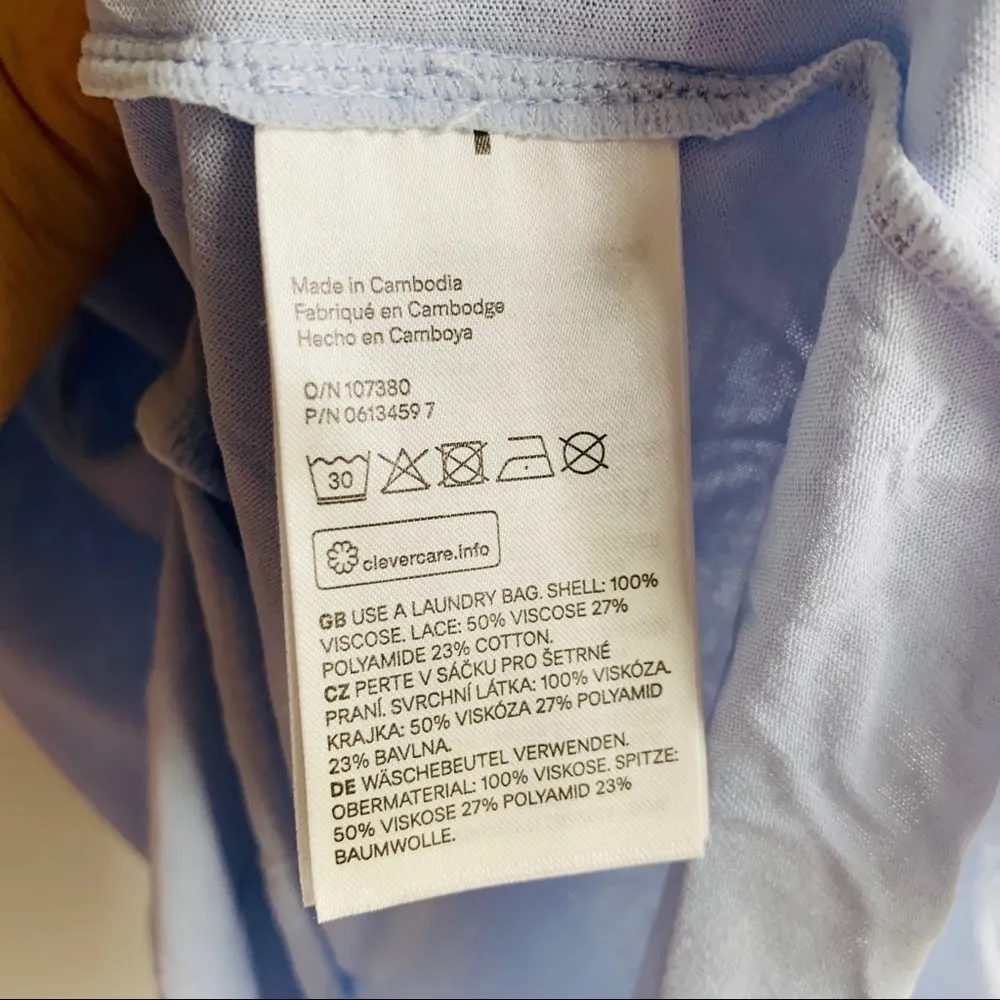 Made in Cambodia
Fabriqué en Cambodge
Hecho en Camboya
O/N 107380
P/N 0613459 7
30
clevercare.info
GB USE A LAUNDRY BAG. SHELL: 100%
VISCOSE. LACE: 50% VISCOSE 27%
POLYAMIDE 23% COTTON.
CZ PERTE V SÁČKU PRO ŠETRNÉ
PRANÍ. SVRCHNÍ LÁTKA: 100% VISKÓZA.
KRAJKA: 50% VISKÓZA 27% POLYAMID
23% BAVLNA.
DE WÄSCHEBEUTEL VERWENDEN.
OBERMATERIAL: 100% VISKOSE. SPITZE:
50% VISKOSE 27% POLYAMID 23%
BAUMWOLLE.